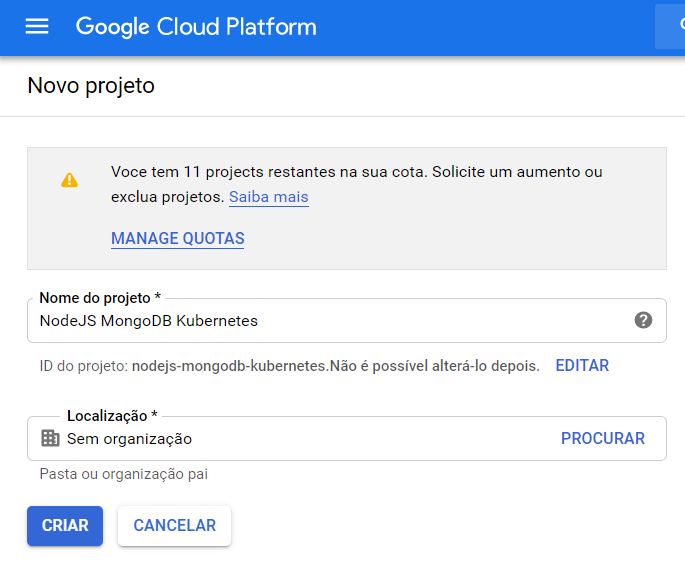 Google Cloud Platform
Novo projeto
Voce tem 11 projects restantes na sua cota. Solicite um aumento ou
exclua projetos. Saiba mais
MANAGE QUOTAS
Nome do projeto *
NodeJS MongoDB Kubernetes
ID do projeto: nodejs-mongodb-kubernetes.Não é possível alterá-lo depois. EDITAR
Localização *
Sem organização PROCURAR
Pasta ou organização pai
CRIAR CANCELAR